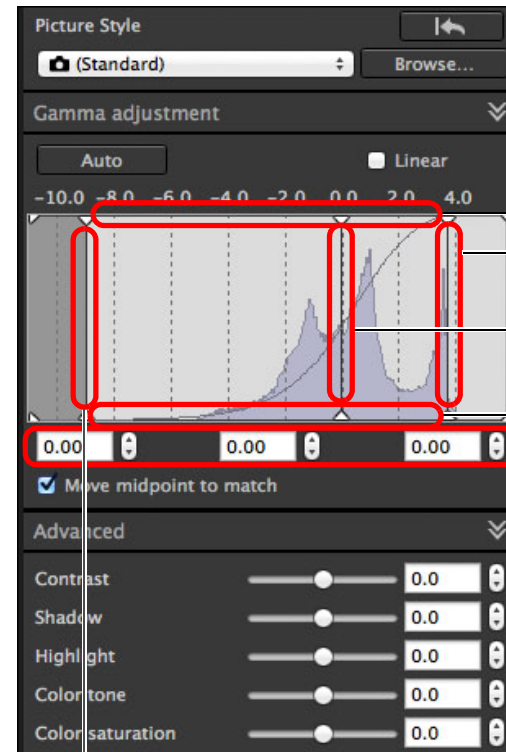 Picture Style
(Standard) Browse...
Gamma adjustment
Auto Linear
-10.0 -8.0 -6.0 -4.0 -2.0 0.0 2.0 4.0
0.00 0.00 0.00
Move midpoint to match
Advanced
Contrast 0.0
Shadow 0.0
Highlight 0.0
Color tone 0.0
Color saturation 0.0